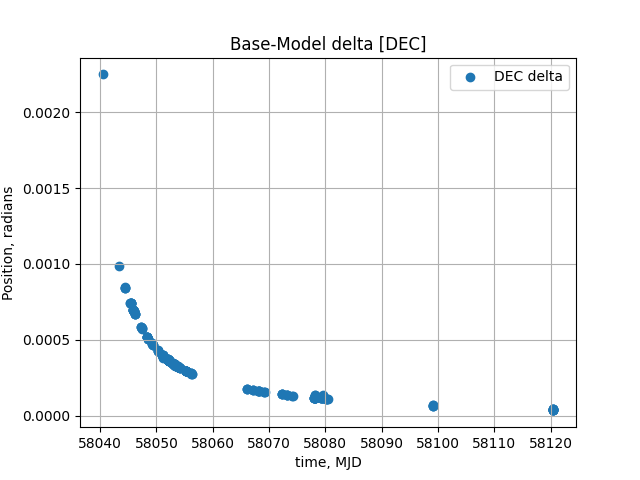 Base-Model delta [DEC]
DEC delta
Position, radians
0.0020
0.0015
0.0010
0.0005
0.0000
58040 58050 58060 58070 58080 58090 58100 58110 58120
time, MJD